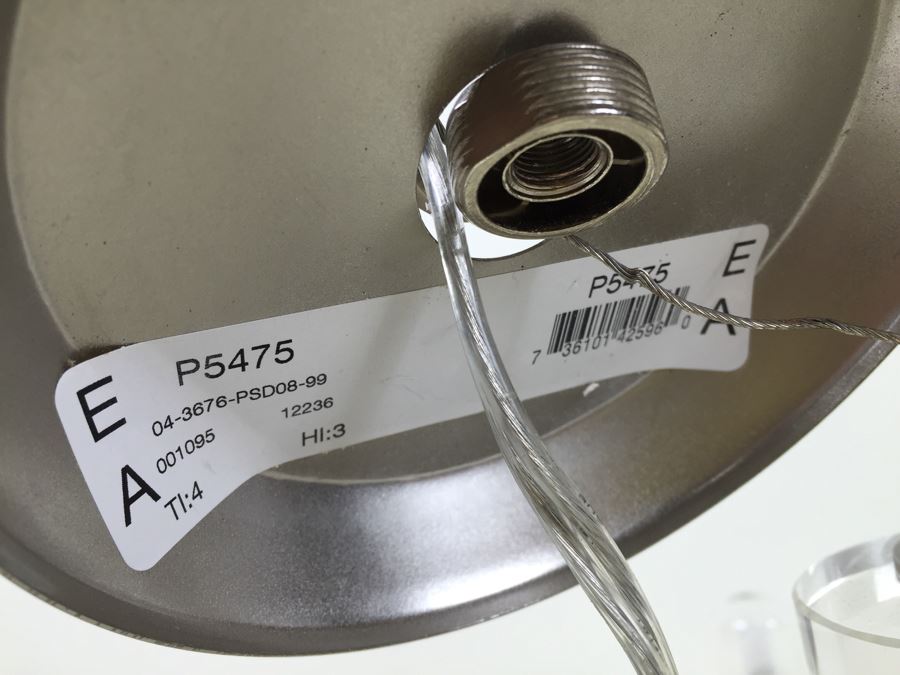 E
A
P5475
04-3676-PSD08-99
001095
12236
TI:4
HI:3
P5475
7 36101 42596 0
E
A